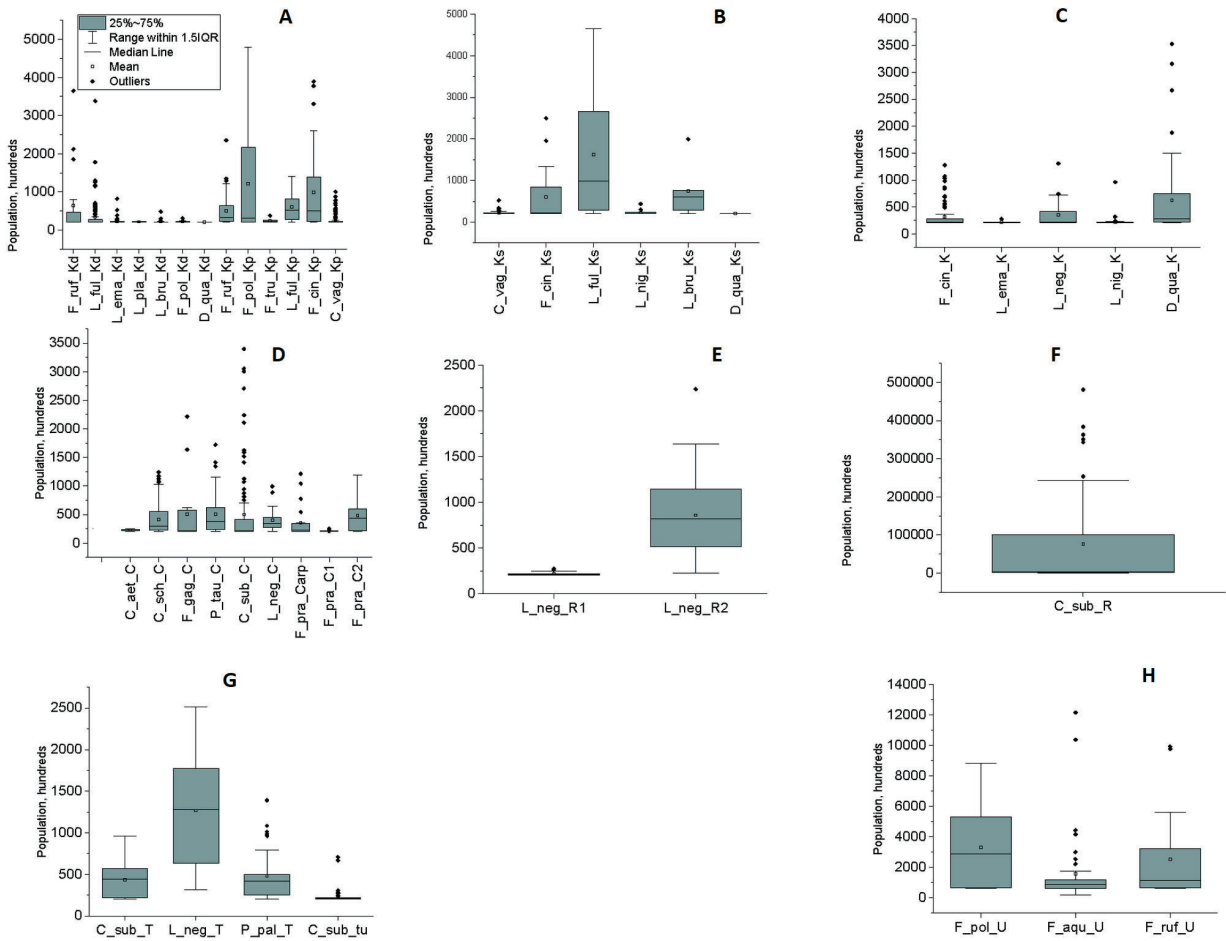 A
25%~75%
Range within 1.5IQR
Median Line
Mean
Outliers
Population, hundreds
5000
4000
3000
2000
1000
0
F_ruf_Kd
L_ful_Kd
L_ema_Kd
L_pla_Kd
L_bru_Kd
F_pol_Kd
D_qua_Kd
F_ruf_Kp
F_pol_Kp
F_tru_Kp
L_ful_Kp
F_cin_Kp
C_vag_Kp
B
Population, hundreds
5000
4000
3000
2000
1000
500
0
C_vag_Ks
F_cin_Ks
L_ful_Ks
L_nig_Ks
L_bru_Ks
D_qua_Ks
C
Population, hundreds
4000
3500
3000
2500
2000
1500
1000
500
0
F_cin_K
L_ema_K
L_neg_K
L_nig_K
D_qua_K
D
Population, hundreds
3500
3000
2500
2000
1500
1000
500
0
C_aet_C
C_sch_C
F_gag_C
P_tau_C
C_sub_C
L_neg_C
F_pra_Carp
F_pra_C1
F_pra_C2
E
Population, hundreds
2500
2000
1500
1000
500
0
L_neg_R1
L_neg_R2
F
Population, hundreds
500000
400000
300000
200000
100000
0
C_sub_R
G
Population, hundreds
2500
2000
1500
1000
500
0
C_sub_T
L_neg_T
P_pal_T
C_sub_tu
H
Population, hundreds
14000
12000
10000
8000
6000
4000
2000
0
F_pol_U
F_aqu_U
F_ruf_U